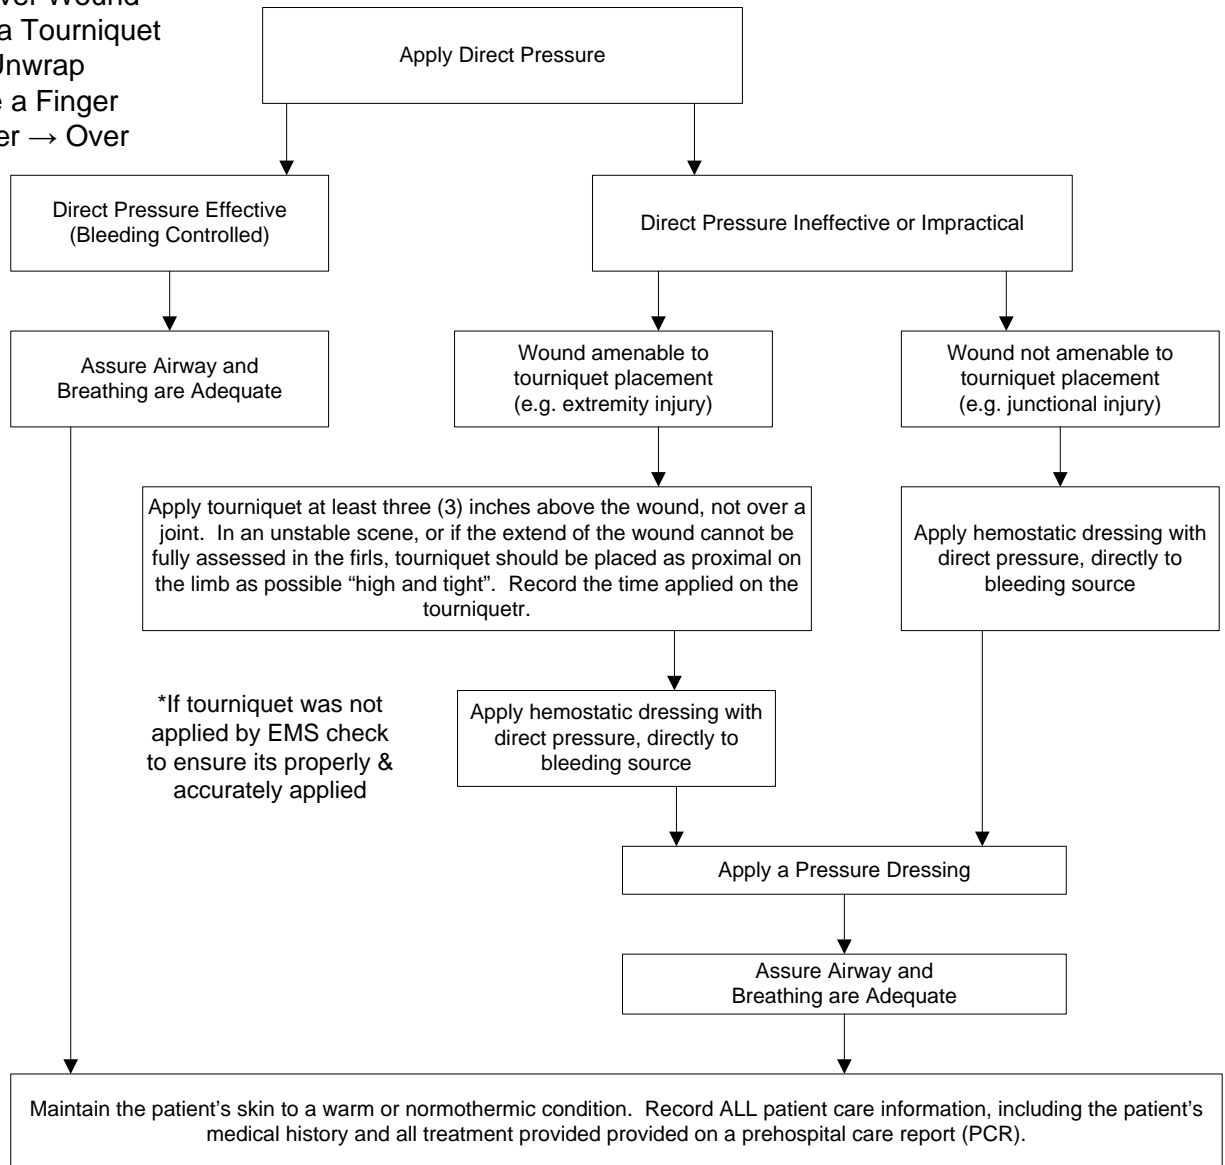 a Tourniquet
a Finger
→ Over
Apply Direct Pressure
Direct Pressure Effective
(Bleeding Controlled)
Direct Pressure Ineffective or Impractical
Assure Airway and
Breathing are Adequate
Wound amenable to
tourniquet placement
(e.g. extremity injury)
Wound not amenable to
tourniquet placement
(e.g. junctional injury)
Apply tourniquet at least three (3) inches above the wound, not over a
joint. In an unstable scene, or if the extend of the wound cannot be
fully assessed in the firls, tourniquet should be placed as proximal on
the limb as possible “high and tight”. Record the time applied on the
tourniquetr.
Apply hemostatic dressing with
direct pressure, directly to
bleeding source
*If tourniquet was not
applied by EMS check
to ensure its properly &
accurately applied
Apply hemostatic dressing with
direct pressure, directly to
bleeding source
Apply a Pressure Dressing
Assure Airway and
Breathing are Adequate
Maintain the patient’s skin to a warm or normothermic condition. Record ALL patient care information, including the patient’s
medical history and all treatment provided provided on a prehospital care report (PCR).